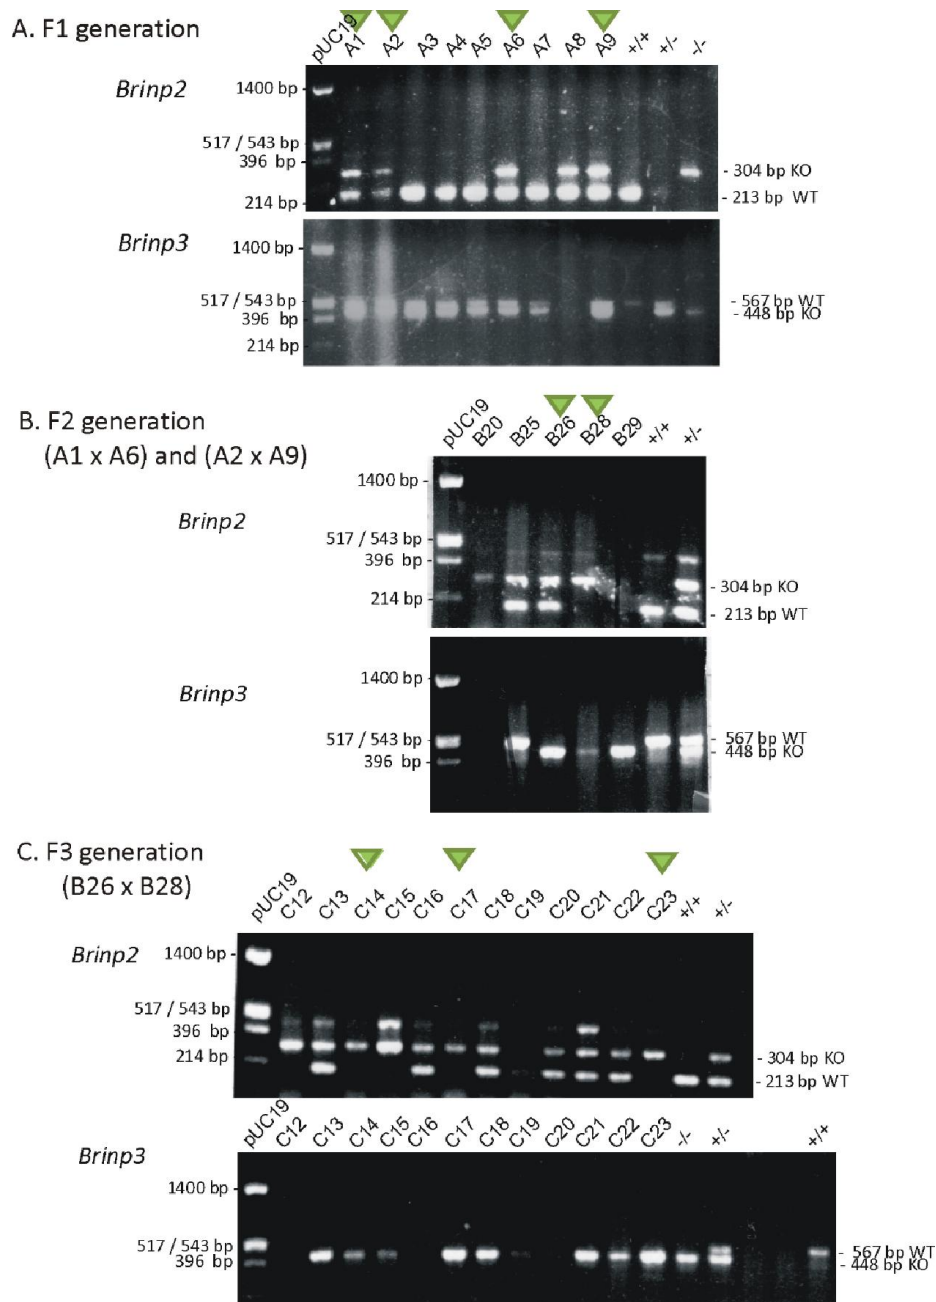 A. F1 generation
pUC19 A1 A2 A3 A4 A5 A6 A7 A8 A9 +/+ +/- -/-
Brinp2
1400 bp -
517 / 543 bp -
396 bp -
214 bp -
- 304 bp KO
- 213 bp WT
Brinp3
1400 bp -
517 / 543 bp -
396 bp -
214 bp -
- 567 bp WT
- 448 bp KO
B. F2 generation
(A1 x A6) and (A2 x A9)
pUC19 B20 B25 B26 B28 B29 +/+ +/-
Brinp2
1400 bp -
517 / 543 bp -
396 bp -
214 bp -
- 304 bp KO
- 213 bp WT
Brinp3
1400 bp -
517 / 543 bp -
396 bp -
- 567 bp WT
- 448 bp KO
C. F3 generation
(B26 x B28)
pUC19 C12 C13 C14 C15 C16 C17 C18 C19 C20 C21 C22 C23 +/+ +/-
Brinp2
1400 bp -
517 / 543 bp -
396 bp -
214 bp -
- 304 bp KO
- 213 bp WT
pUC19 C12 C13 C14 C15 C16 C17 C18 C19 C20 C21 C22 C23 -/- +/- +/+
Brinp3
1400 bp -
517 / 543 bp -
396 bp -
- 567 bp WT
- 448 bp KO